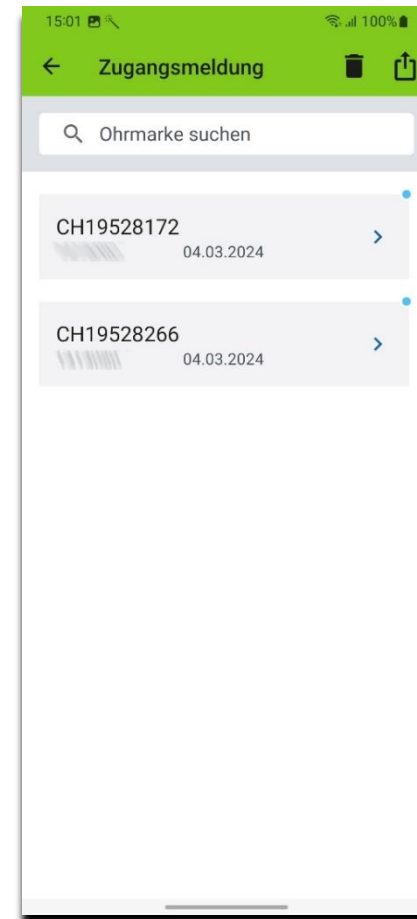 15:01 100%
Zugangsmeldung
Ohrmarke suchen
CH19528172
04.03.2024
CH19528266
04.03.2024